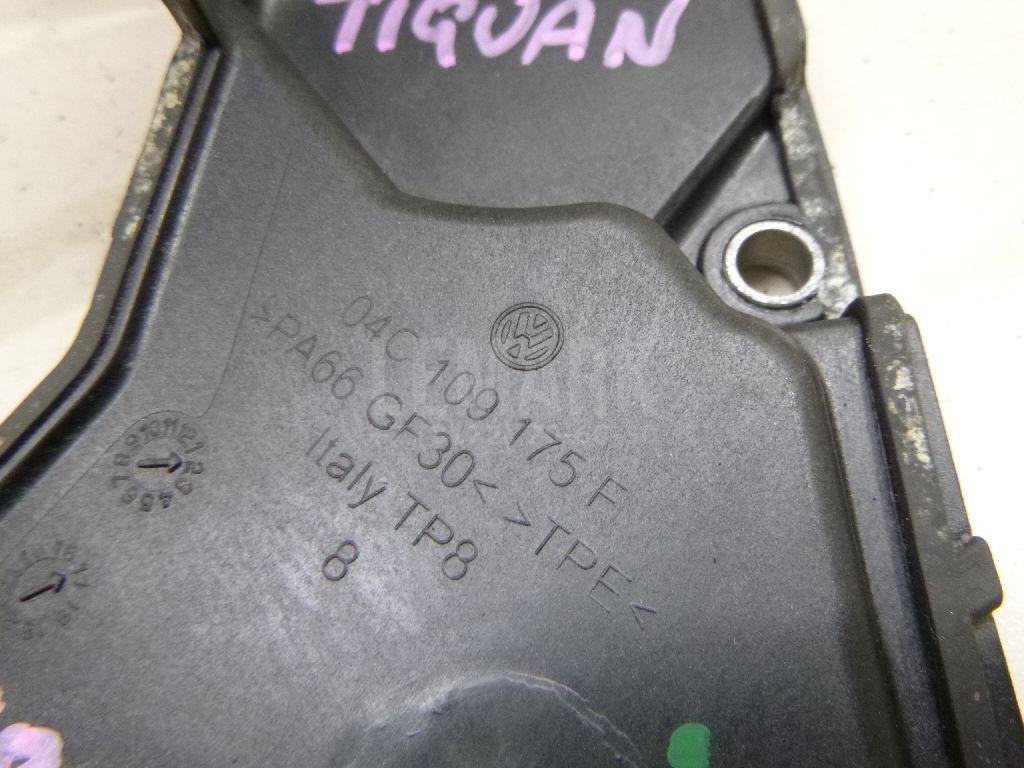 TIGUAN
04C 109 175 F
>PA66 GF30< >TPE<
Italy TP8
8